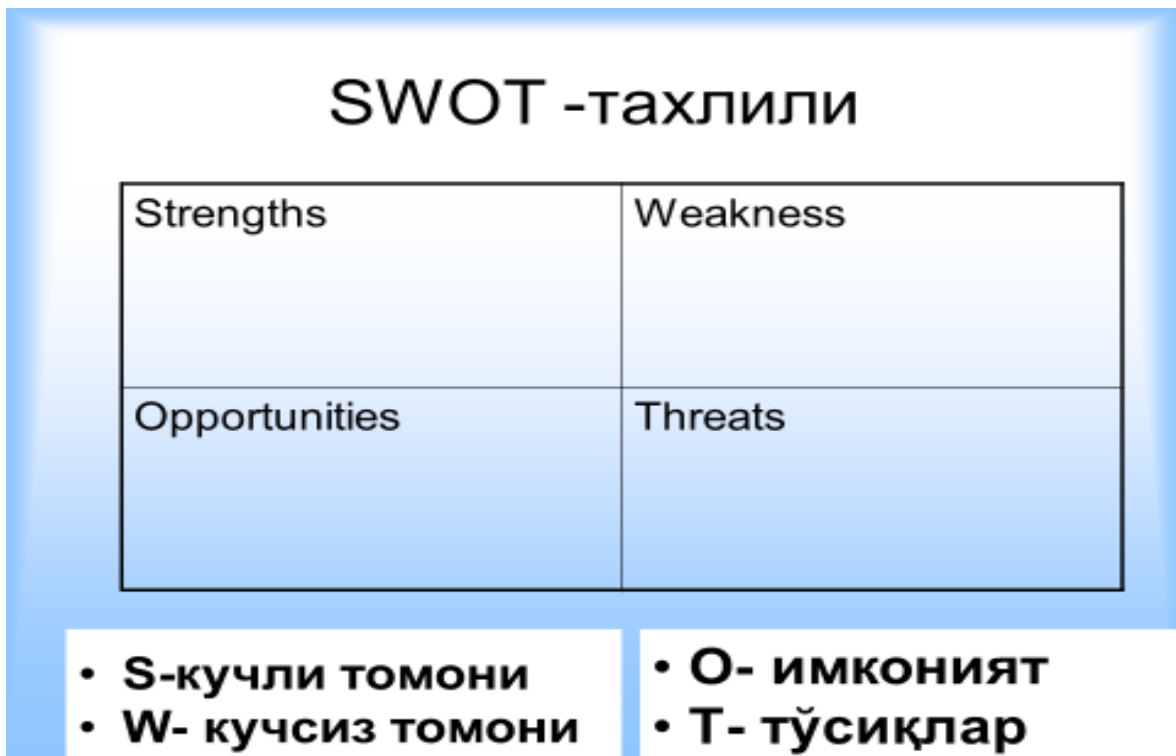 SWOT -тахлили
Strengths
Weakness
Opportunities
Threats
• S-кучли томони
• W- кучсиз томони
• O- имконият
• T- тўсиқлар